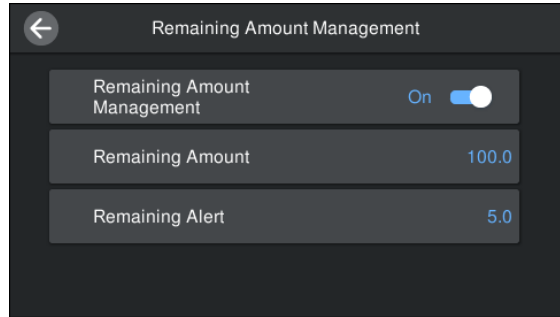 Remaining Amount Management
Remaining Amount
Management
On
Remaining Amount
100.0
Remaining Alert
5.0